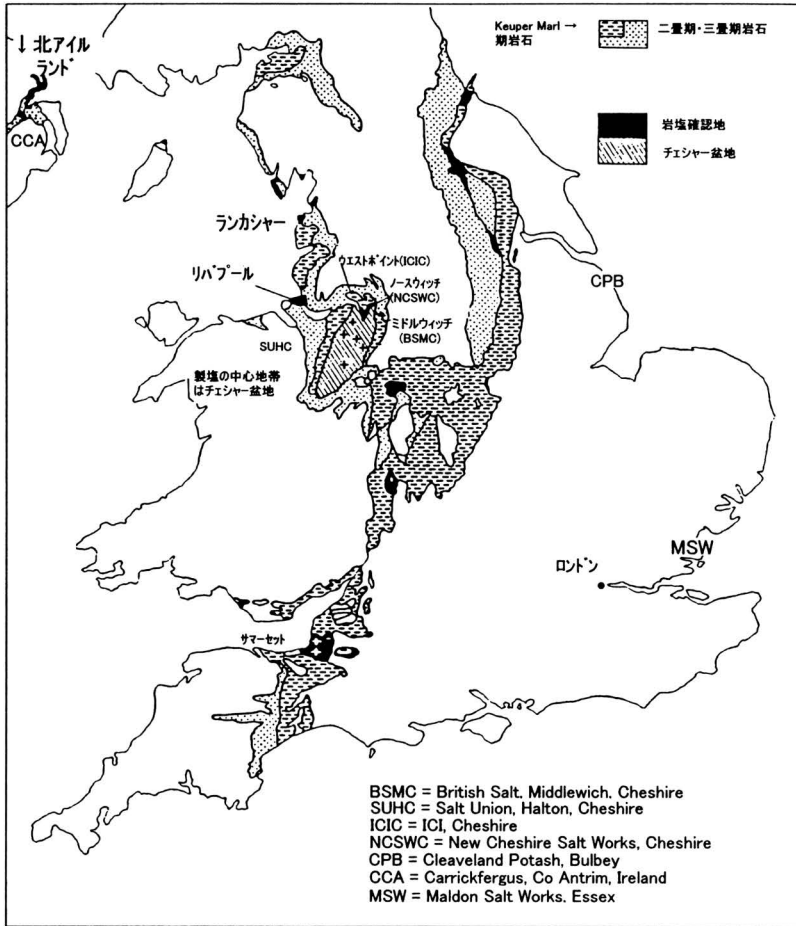 ↓北アイル
ランド
CCA
Keuper Marl →
期岩石
二畳期・三畳期岩石
岩塩確認地
チェシャー盆地
ランカシャー
ウエストポイント(ICIC)
リバプール
ノースウィッチ
(NCSWC)
ミドルウィッチ
(BSMC)
SUHC
CPB
製塩の中心地帯
はチェシャー盆地
MSW
ロンドン
サマーセット
BSMC = British Salt. Middlewich. Cheshire
SUHC = Salt Union, Halton, Cheshire
ICIC = ICI, Cheshire
NCSWC = New Cheshire Salt Works, Cheshire
CPB = Cleaveland Potash, Bulbey
CCA = Carrickfergus, Co Antrim, Ireland
MSW = Maldon Salt Works. Essex